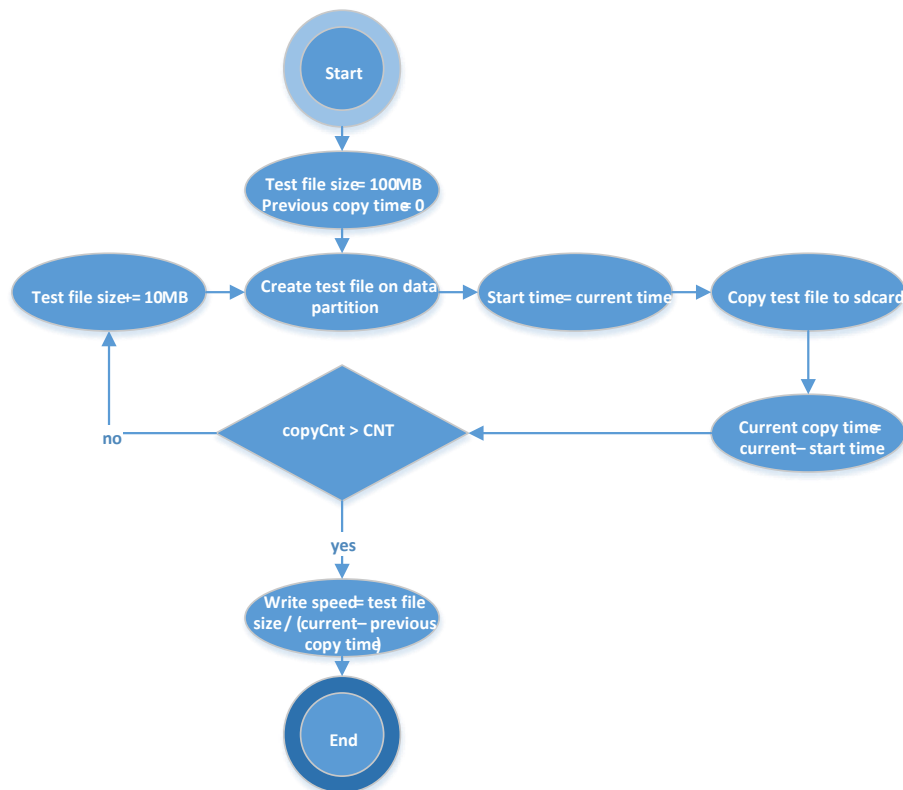 Start
Test file size= 100MB
Previous copy time= 0
Test file size+= 10MB
Create test file on data
partition
Start time= current time
Copy test file to sdcard
copyCnt > CNT
Current copy time=
current– start time
no
yes
Write speed= test file
size / (current– previous
copy time)
End